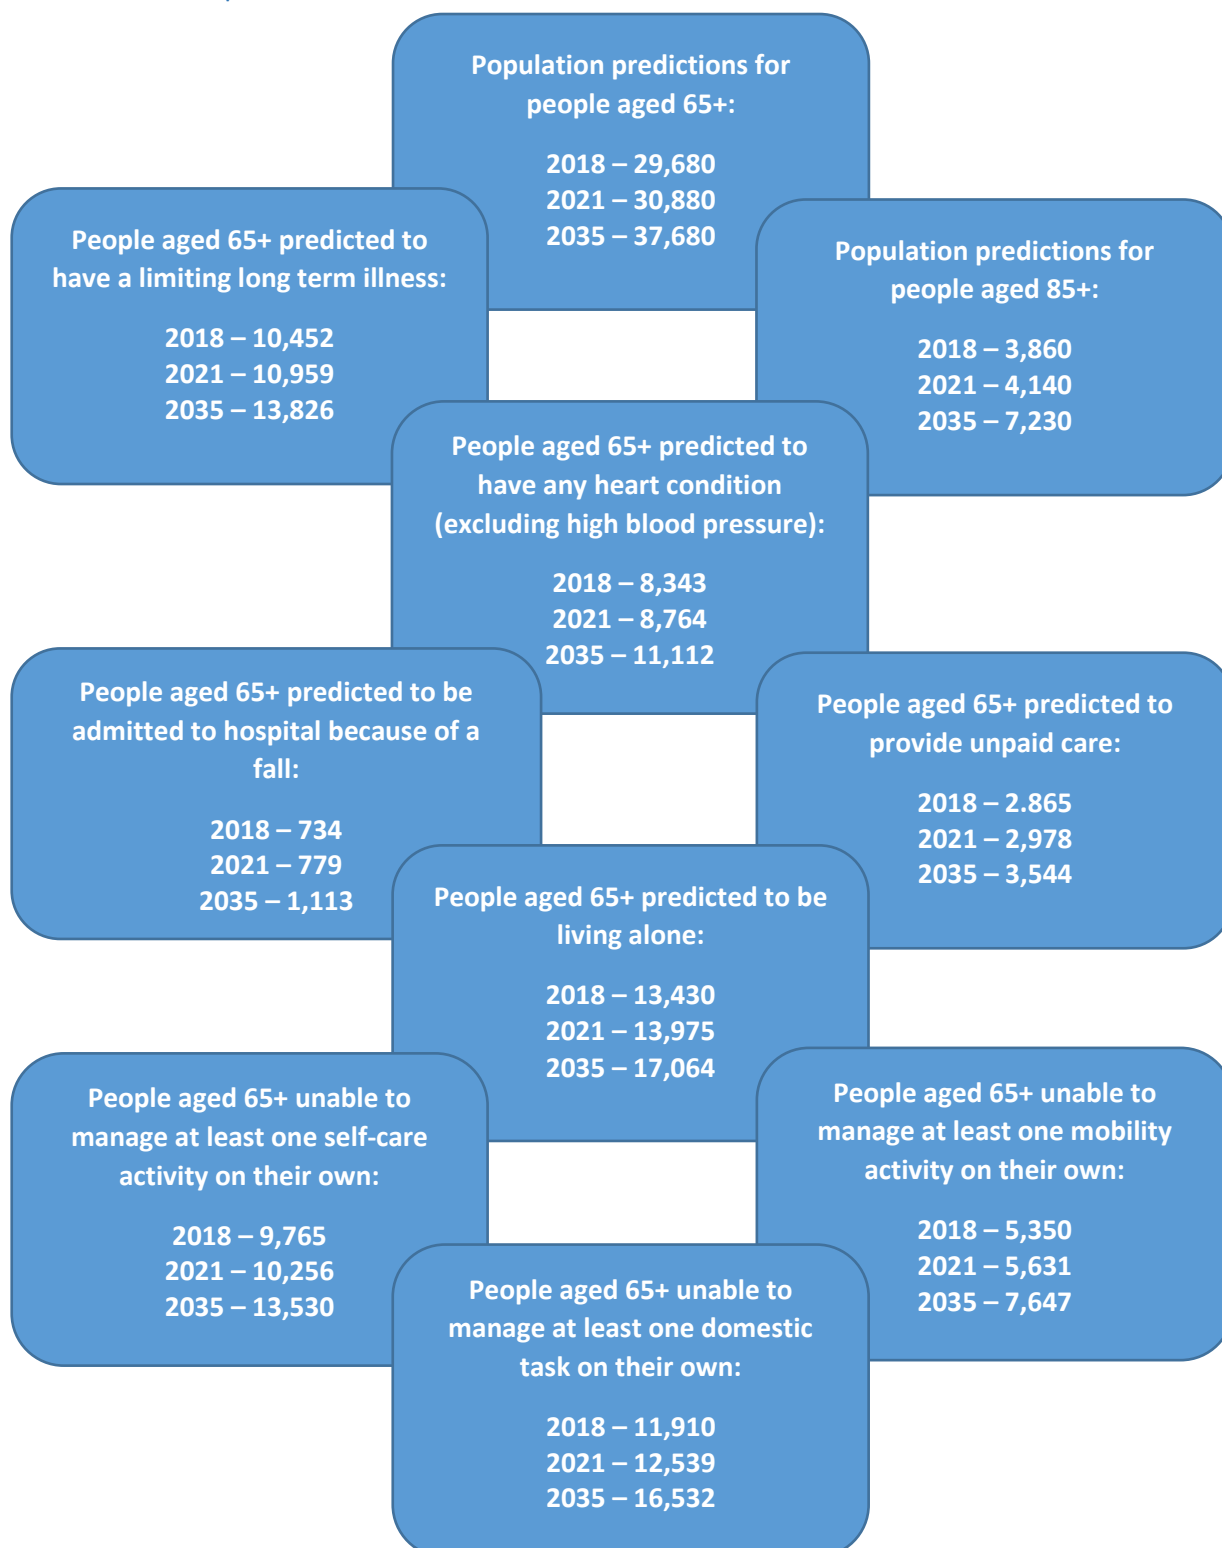 Population predictions for
people aged 65+:
2018 – 29,680
2021 – 30,880
2035 – 37,680
People aged 65+ predicted to
have a limiting long term illness:
2018 – 10,452
2021 – 10,959
2035 – 13,826
Population predictions for
people aged 85+:
2018 – 3,860
2021 – 4,140
2035 – 7,230
People aged 65+ predicted to
have any heart condition
(excluding high blood pressure):
2018 – 8,343
2021 – 8,764
2035 – 11,112
People aged 65+ predicted to be
admitted to hospital because of a
fall:
2018 – 734
2021 – 779
2035 – 1,113
People aged 65+ predicted to
provide unpaid care:
2018 – 2.865
2021 – 2,978
2035 – 3,544
People aged 65+ predicted to be
living alone:
2018 – 13,430
2021 – 13,975
2035 – 17,064
People aged 65+ unable to
manage at least one self-care
activity on their own:
2018 – 9,765
2021 – 10,256
2035 – 13,530
People aged 65+ unable to
manage at least one mobility
activity on their own:
2018 – 5,350
2021 – 5,631
2035 – 7,647
People aged 65+ unable to
manage at least one domestic
task on their own:
2018 – 11,910
2021 – 12,539
2035 – 16,532